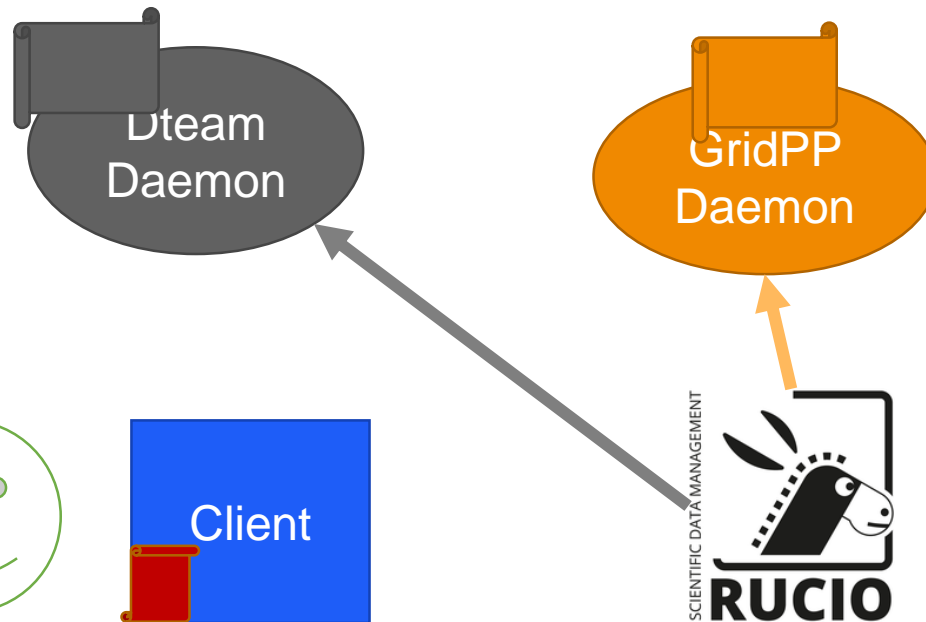 Dteam
Daemon
GridPP
Daemon
Client
SCIENTIFIC DATA MANAGEMENT
RUCIO